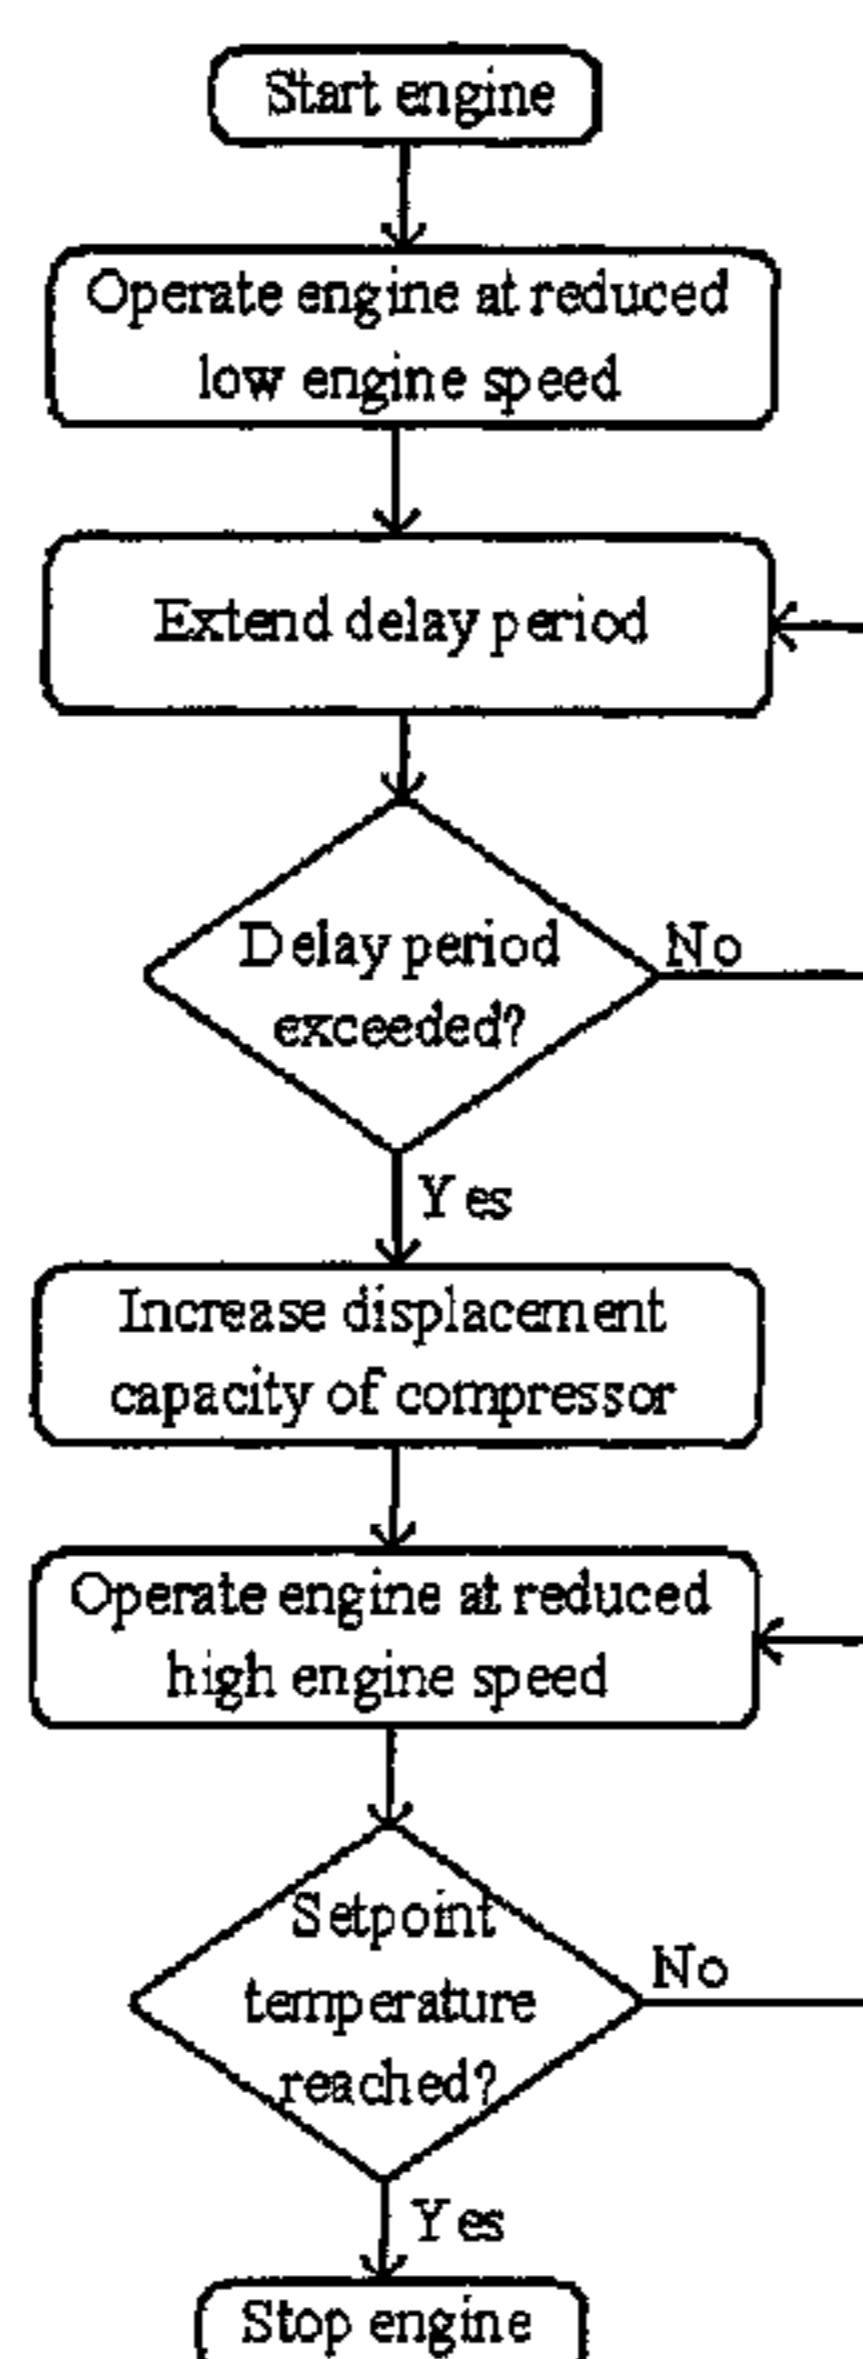 Start engine
Operate engine at reduced
low engine speed
Extend delay period
Delay period
exceeded?
No
Yes
Increase displacement
capacity of compressor
Operate engine at reduced
high engine speed
Setpoint
temperature
reached?
No
Yes
Stop engine